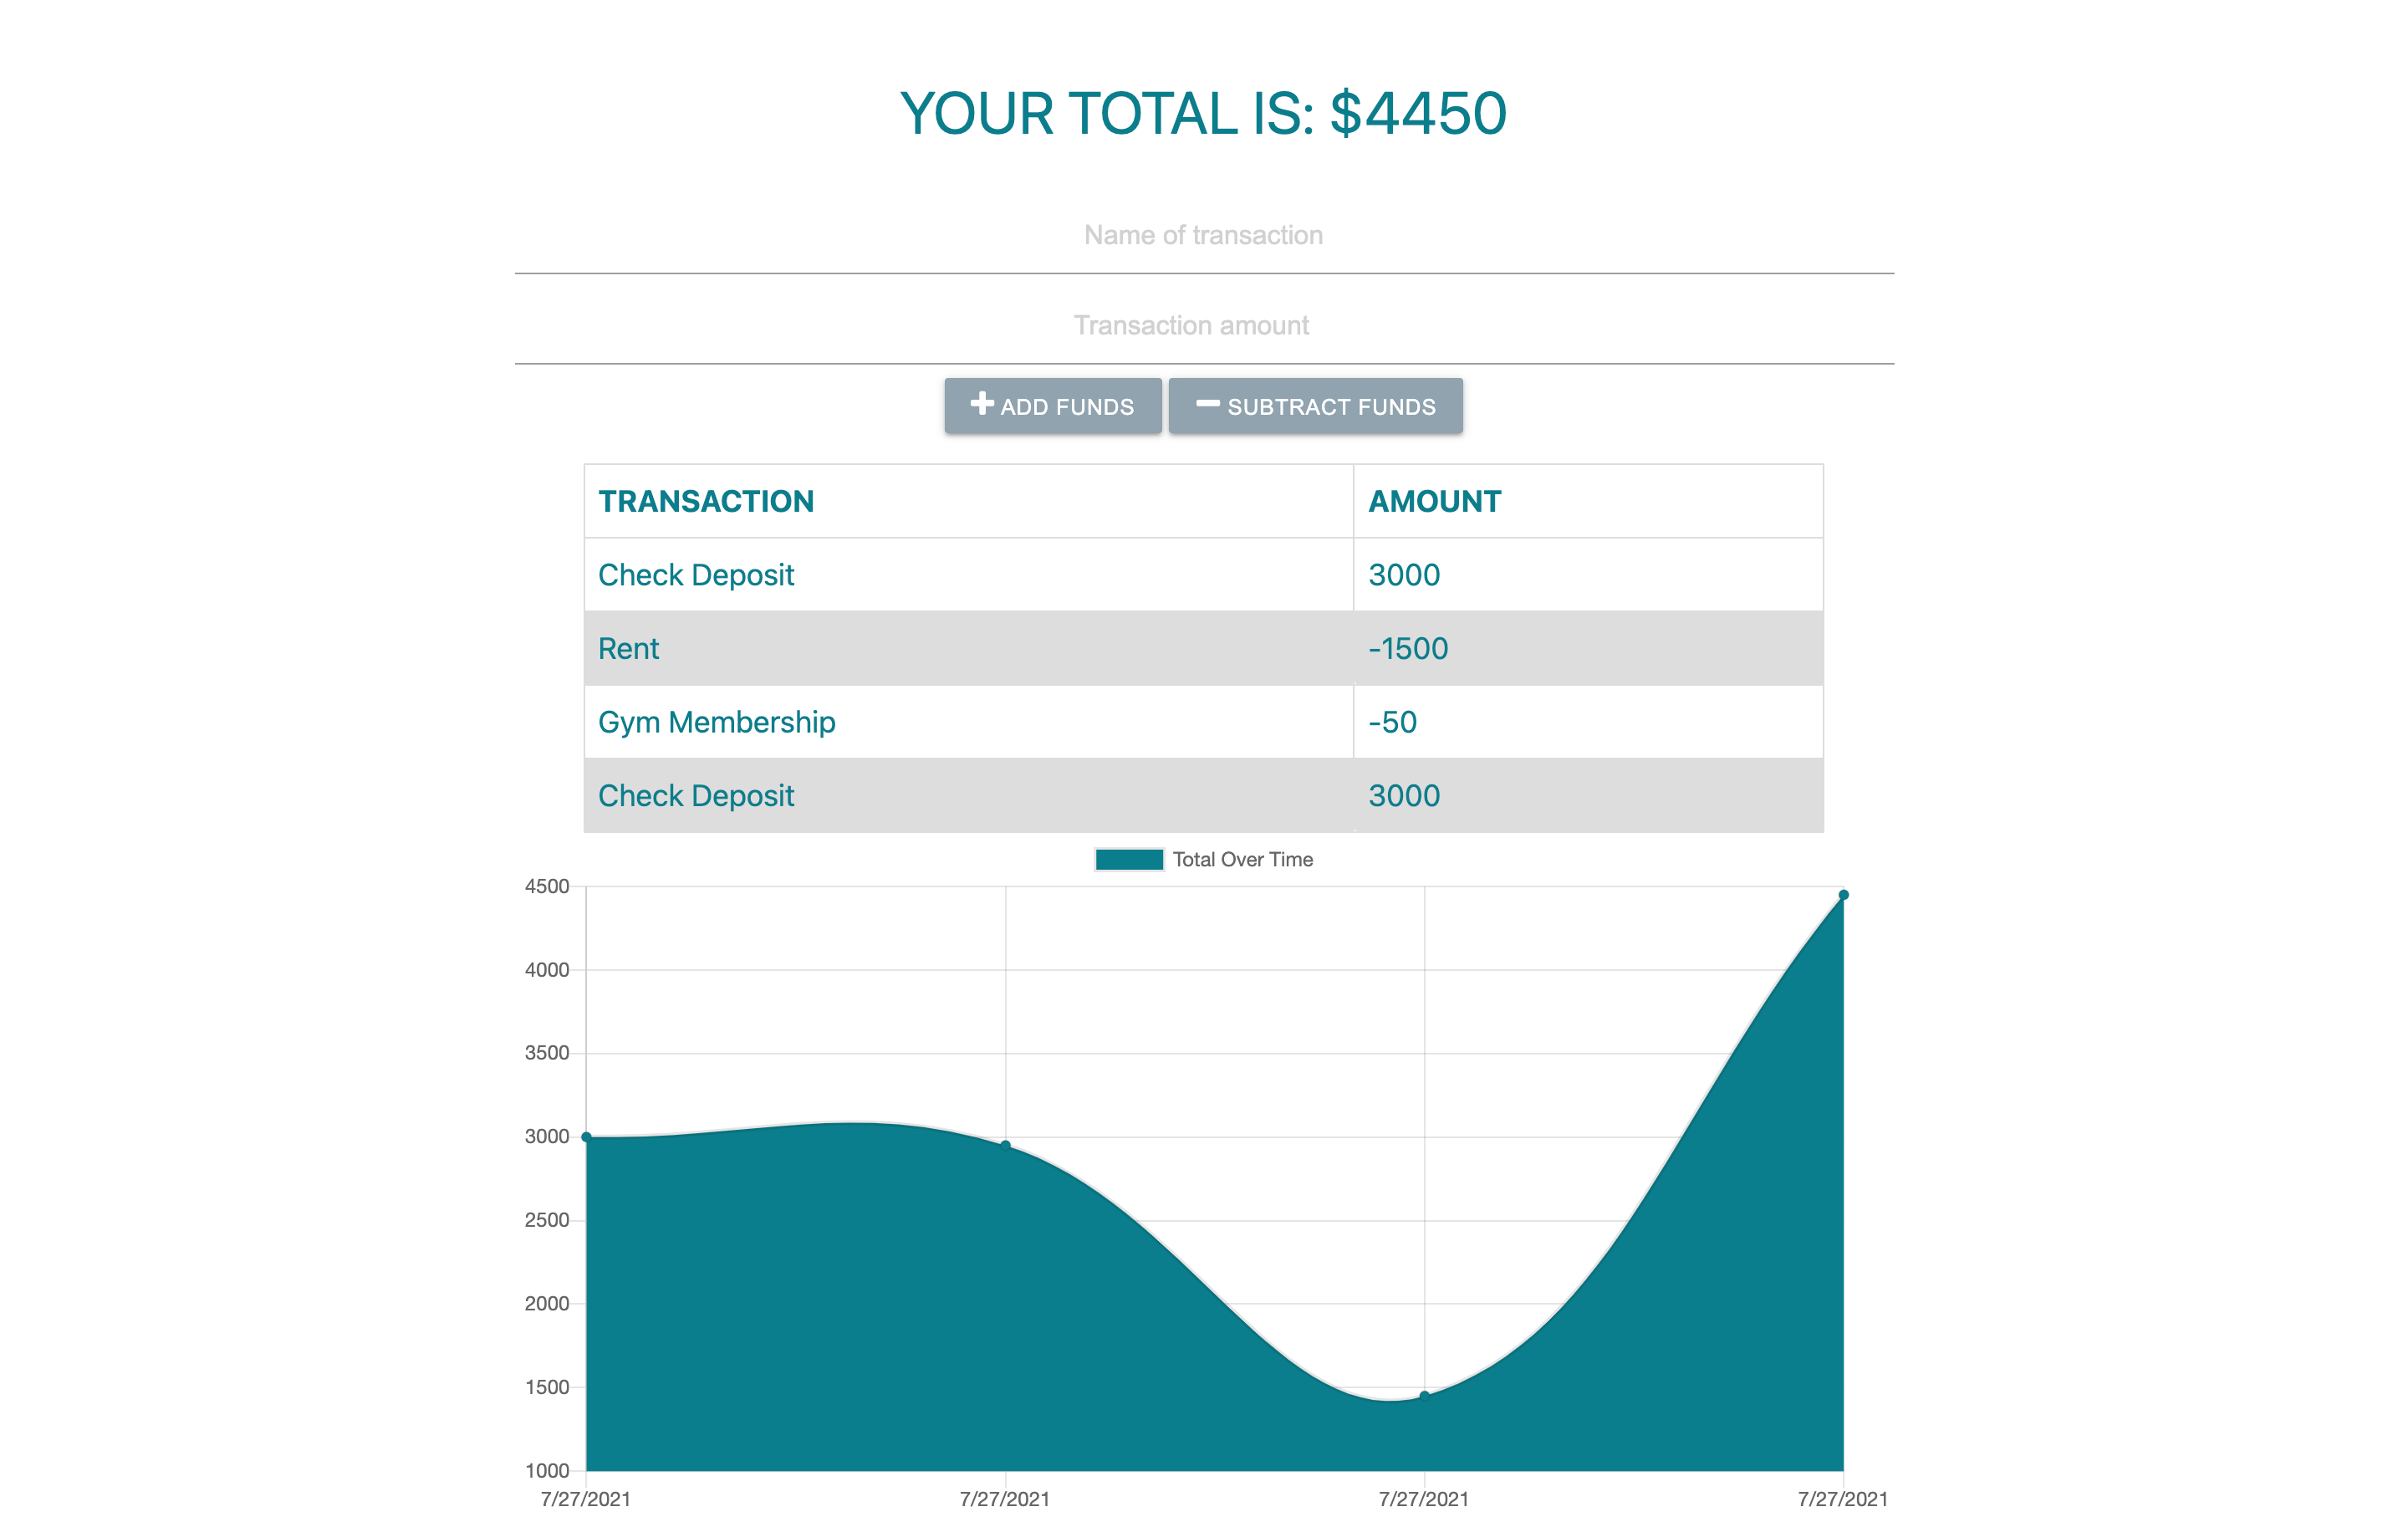 YOUR TOTAL IS: $4450
Name of transaction
Transaction amount
ADD FUNDS SUBTRACT FUNDS
TRANSACTION AMOUNT
Check Deposit 3000
Rent -1500
Gym Membership -50
Check Deposit 3000
Total Over Time
4500
4000
3500
3000
2500
2000
1500
1000
7/27/2021 7/27/2021 7/27/2021 7/27/2021